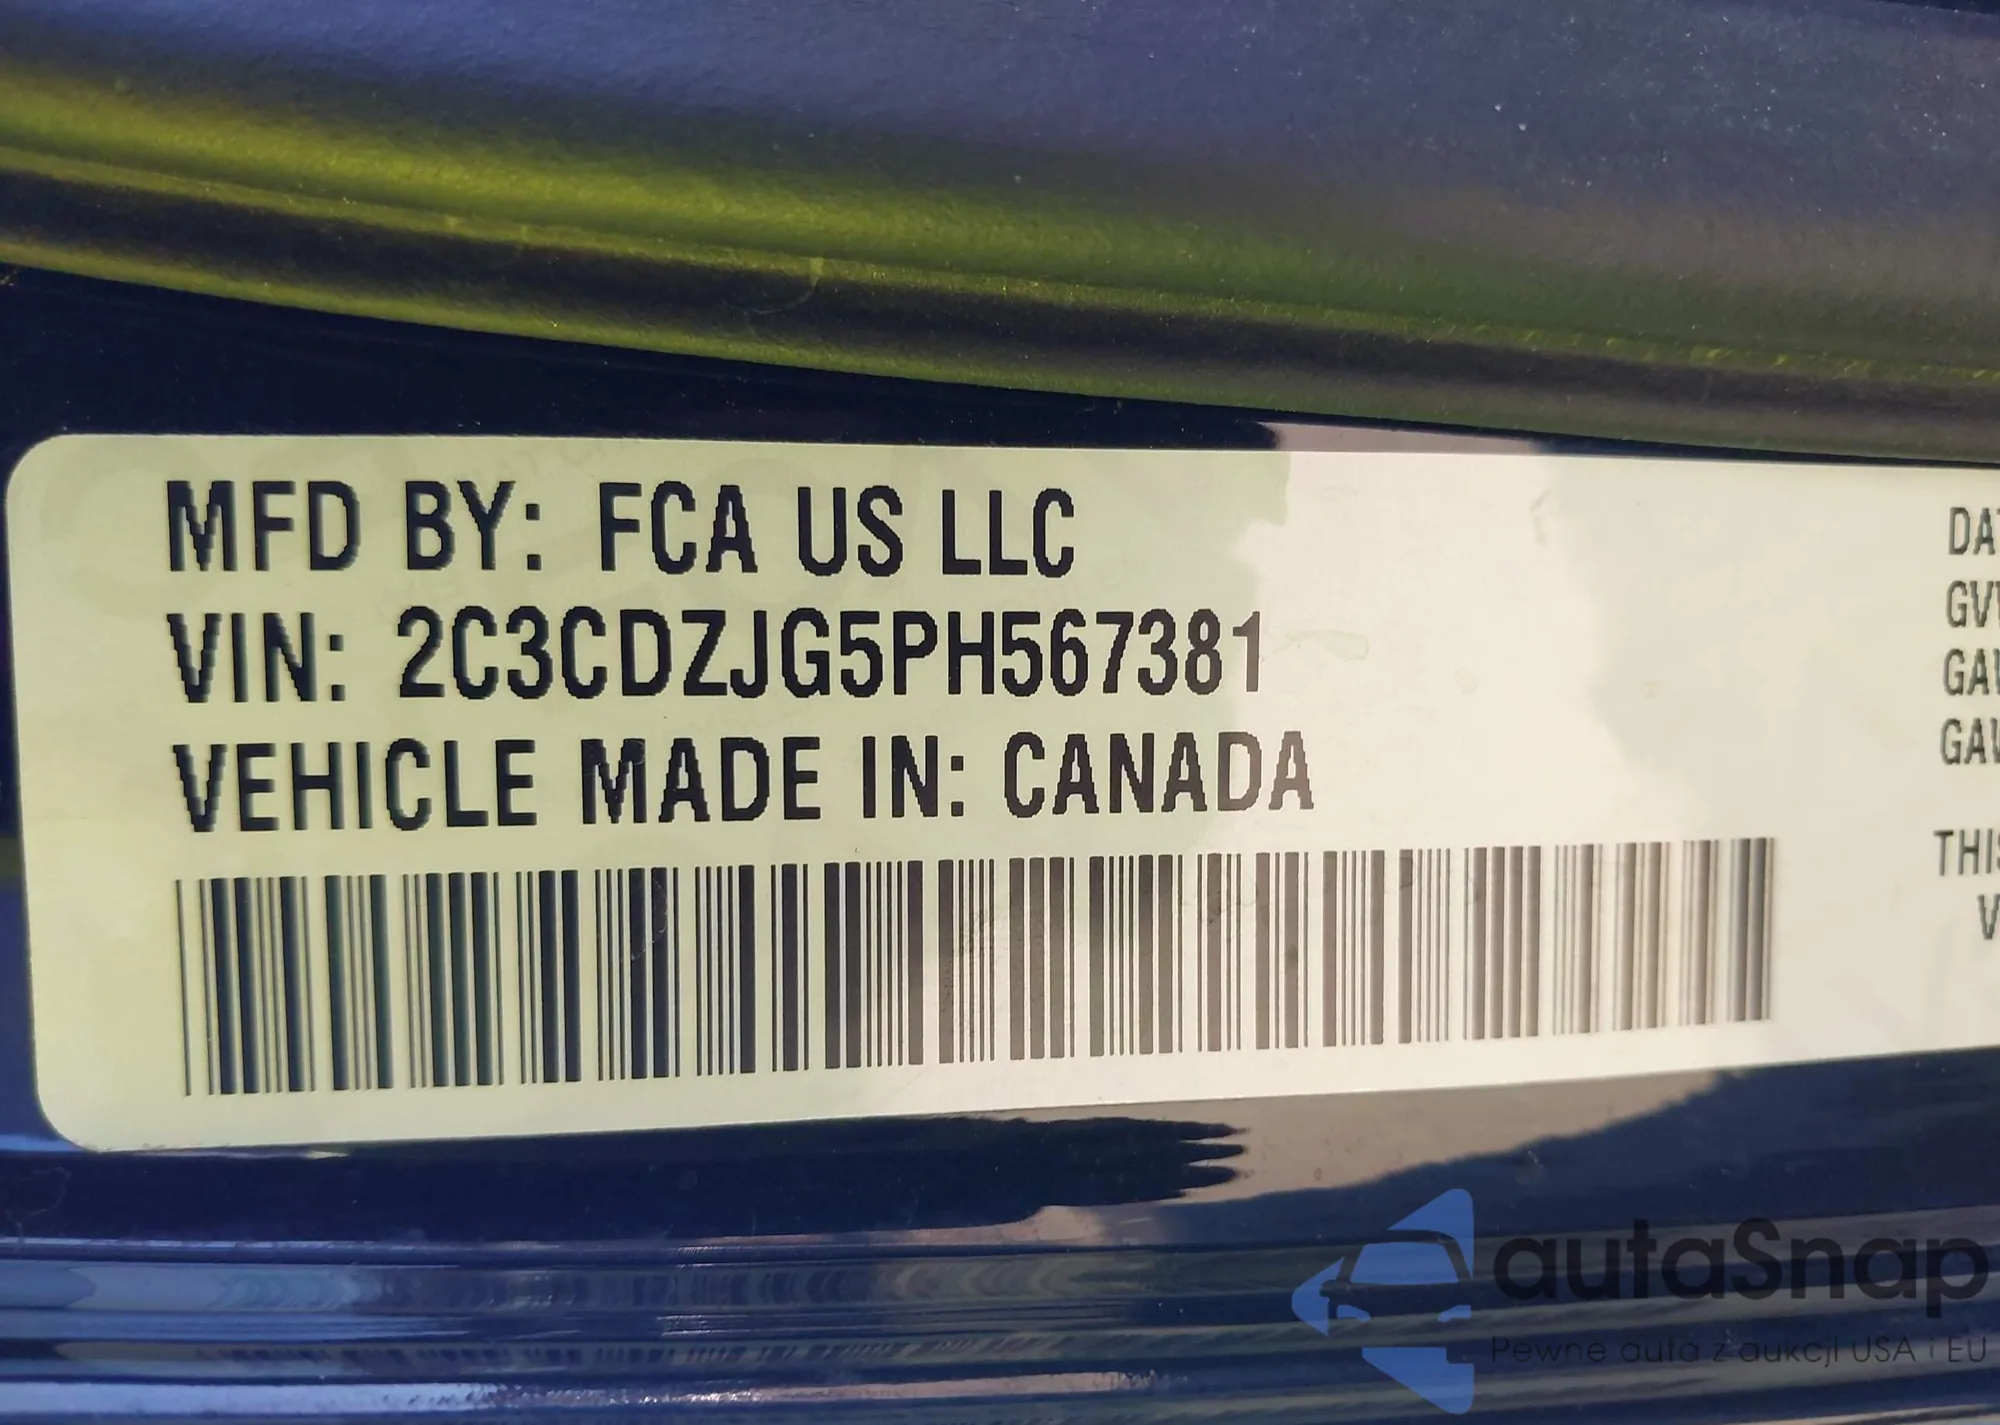 MFD BY: FCA US LLC
VIN: 2C3CDZJG5PH567381
VEHICLE MADE IN: CANADA
autaSnap
Pewne auta z aukcji USA i EU